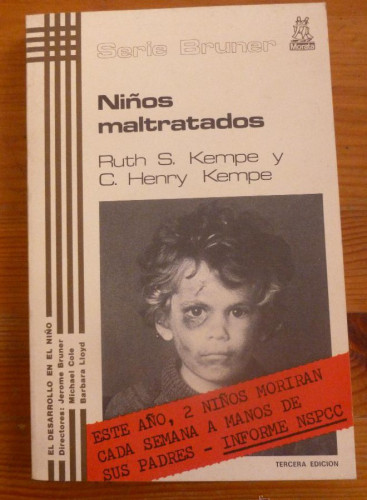 Serie Bruner
Morata
Niños
maltratados
Ruth S. Kempe y
C. Henry Kempe
EL DESARROLLO EN EL NIÑO
Directores: Jerome Bruner
Michael Cole
Barbara Lloyd
ESTE AÑO, 2 NIÑOS MORIRAN
CADA SEMANA A MANOS DE
SUS PADRES - INFORME NSPCC
TERCERA EDICION